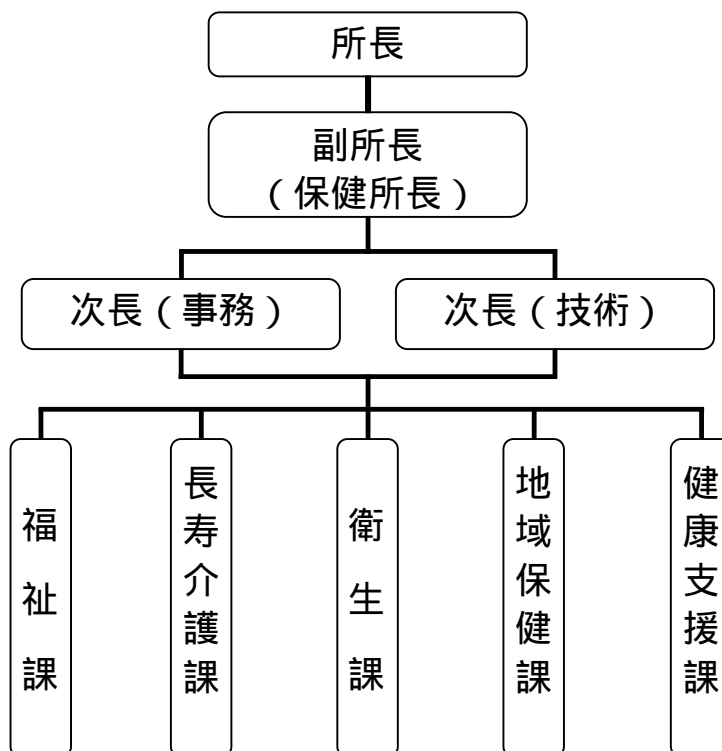 所長
副所長
（保健所長）
次長（事務）
次長（技術）
福祉課
長寿介護課
衛生課
地域保健課
健康支援課